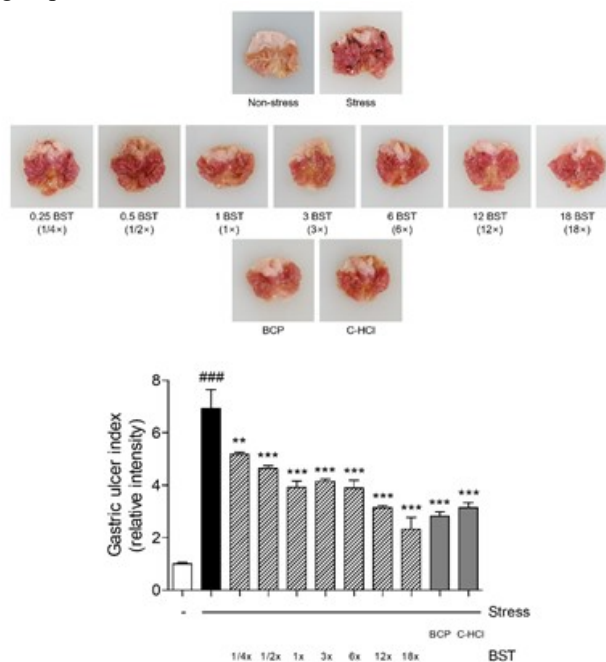 Non-stress Stress
0.25 BST 0.5 BST 1 BST 3 BST 6 BST 12 BST 18 BST
(1/4×) (1/2×) (1×) (3×) (6×) (12×) (18×)
BCP C-HCl
Gastric ulcer index
(relative intensity)
8
6
4
2
0
###
** *** *** *** *** *** *** *** ***
- Stress
BCP C-HCl
1/4x 1/2x 1x 3x 6x 12x 18x BST